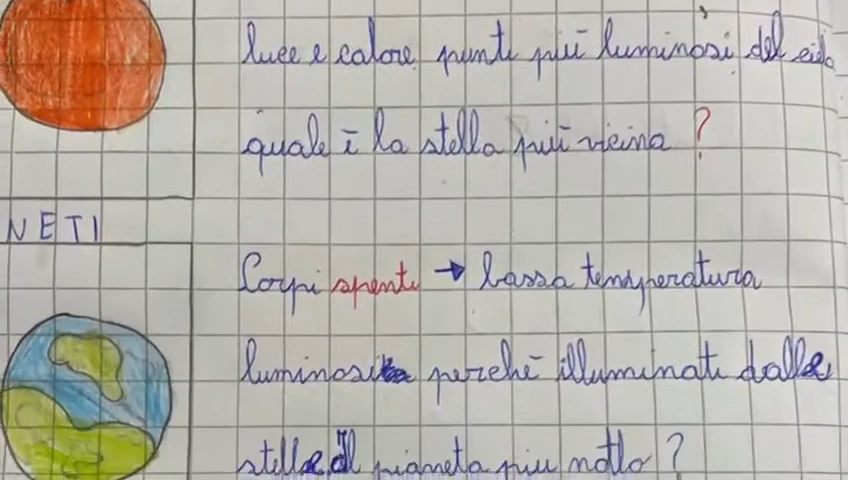 luce e calore punti più luminosi del cielo
quale è la stella più vicina ?
NETI
Corpi spenti → bassa temperatura
luminosi perché illuminati dalle
stelle Il pianeta più notlo ?